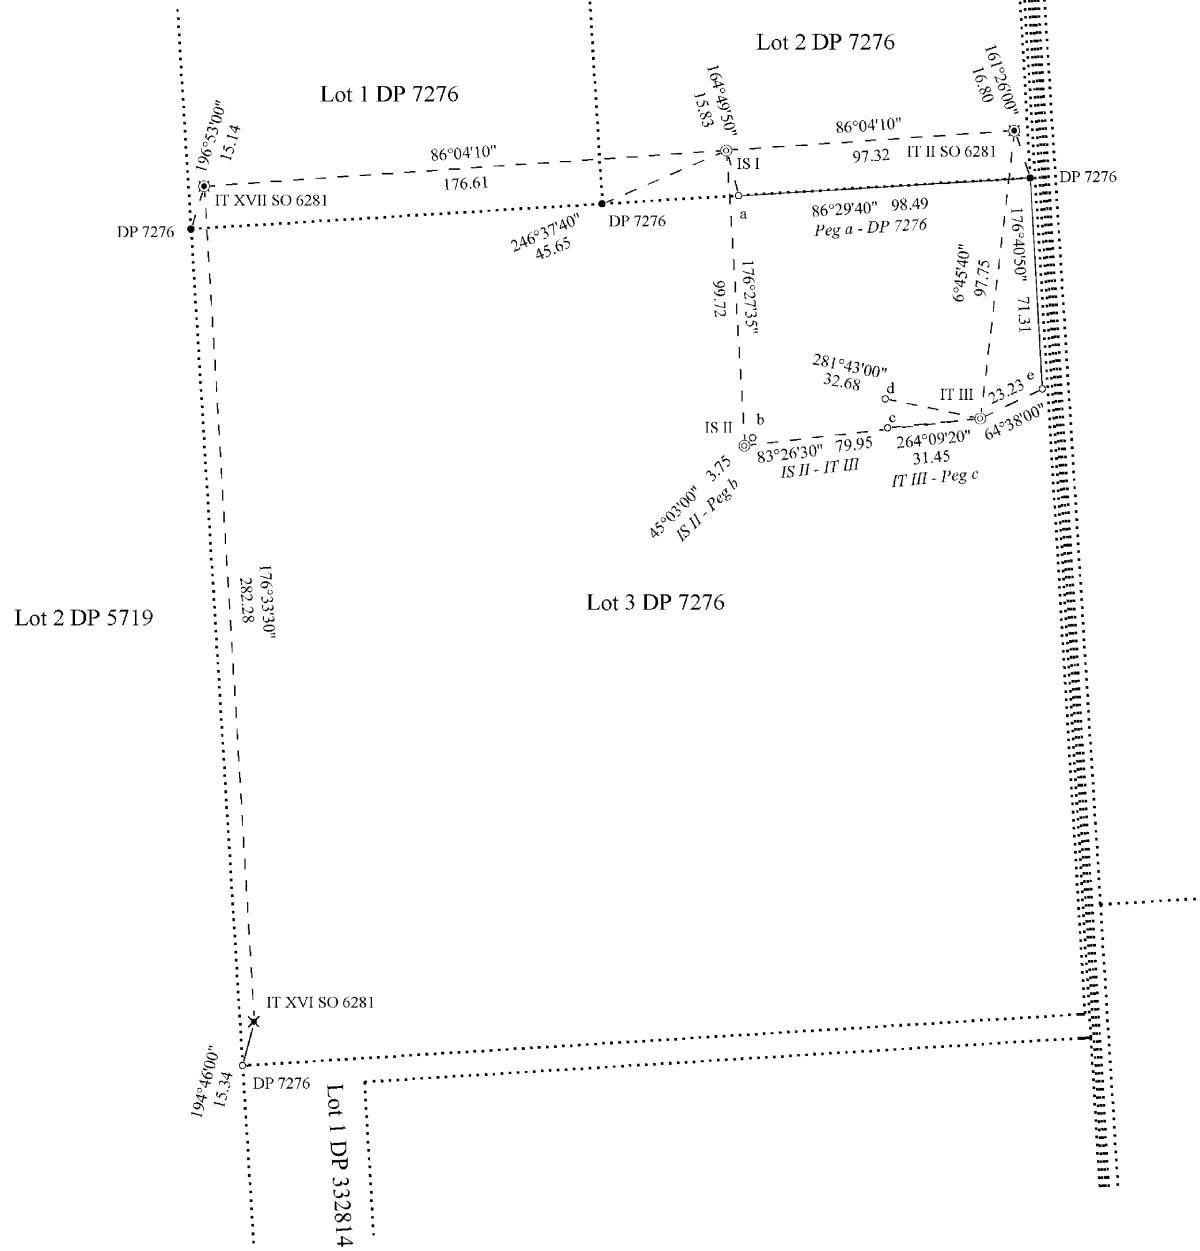 Lot 2 DP 7276
Lot 1 DP 7276
196°53'00"
15.14
164°49'50"
15.83
161°26'00"
16.80
86°04'10"
176.61
86°04'10"
97.32
IT II SO 6281
IS I
IT XVII SO 6281
DP 7276
DP 7276
DP 7276
a
246°37'40"
45.65
86°29'40" 98.49
Peg a - DP 7276
176°27'35"
99.72
6°45'40"
97.75
176°40'50" 71.31
281°43'00"
32.68
d
IT III
23.23
e
64°38'00"
IS II
b
c
83°26'30" 79.95
IS II - IT III
264°09'20"
31.45
IT III - Peg c
45°03'00" 3.75
IS II - Peg b
176°33'30"
282.28
Lot 2 DP 5719
Lot 3 DP 7276
IT XVI SO 6281
194°46'00"
15.34
DP 7276
Lot 1 DP 332814